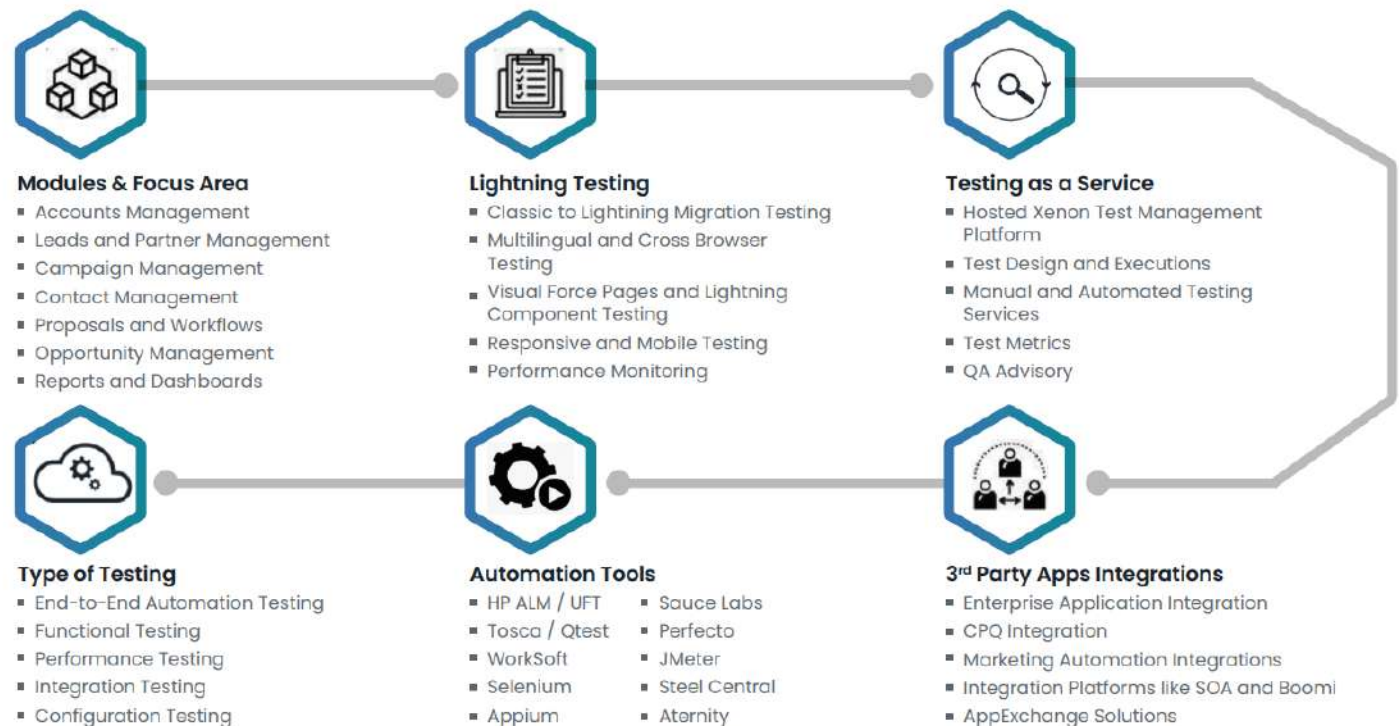 Modules & Focus Area
▪ Accounts Management
▪ Leads and Partner Management
▪ Campaign Management
▪ Contact Management
▪ Proposals and Workflows
▪ Opportunity Management
▪ Reports and Dashboards
Lightning Testing
▪ Classic to Lightining Migration Testing
▪ Multilingual and Cross Browser
Testing
▪ Visual Force Pages and Lightning
Component Testing
▪ Responsive and Mobile Testing
▪ Performance Monitoring
Testing as a Service
▪ Hosted Xenon Test Management
Platform
▪ Test Design and Executions
▪ Manual and Automated Testing
Services
▪ Test Metrics
▪ QA Advisory
Type of Testing
▪ End-to-End Automation Testing
▪ Functional Testing
▪ Performance Testing
▪ Integration Testing
▪ Configuration Testing
Automation Tools
▪ HP ALM / UFT
▪ Tosca / Qtest
▪ WorkSoft
▪ Selenium
▪ Appium
▪ Sauce Labs
▪ Perfecto
▪ JMeter
▪ Steel Central
▪ Aternity
3rd Party Apps Integrations
▪ Enterprise Application Integration
▪ CPQ Integration
▪ Marketing Automation Integrations
▪ Integration Platforms like SOA and Boomi
▪ AppExchange Solutions